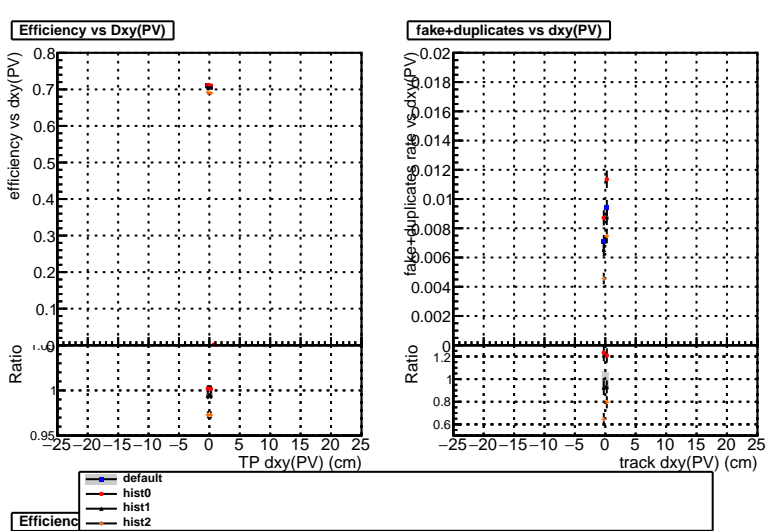 Efficiency vs Dxy(PV)
efficiency vs dxy(PV)
0.8
0.7
0.6
0.5
0.4
0.3
0.2
0.1
0
Ratio
1
0.95
−25 −20 −15 −10 −5 0 5 10 15 20 25
TP dxy(PV) (cm)
fake+duplicates vs dxy(PV)
fake+duplicates rate vs dxy(PV)
0.02
0.018
0.016
0.014
0.012
0.01
0.008
0.006
0.004
0.002
0
Ratio
1.2
1
0.8
0.6
−25 −20 −15 −10 −5 0 5 10 15 20 25
track dxy(PV) (cm)
default
hist0
hist1
hist2
Efficienc